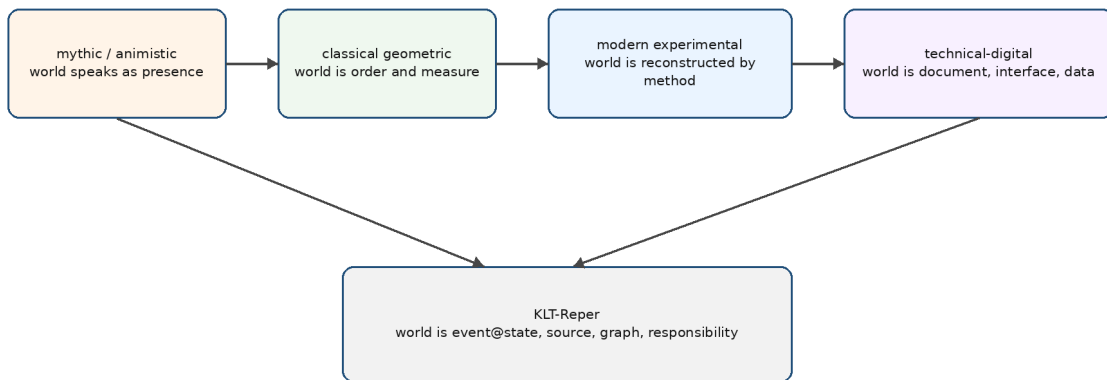 mythic / animistic
world speaks as presence
classical geometric
world is order and measure
modern experimental
world is reconstructed by
method
technical-digital
world is document, interface, data
KLT-Reper
world is event@state, source, graph, responsibility